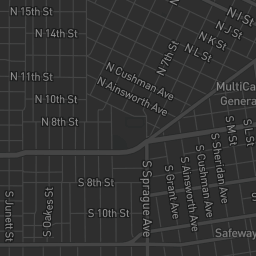 N 15th St
N I St
N J St
N 14th St
N K St
N L St
N 7th St
N Cushman Ave
N 11th St
N Ainsworth Ave
MultiCa
Genera
N 10th St
N 8th St
S M St
S L St
S Sheridan Ave
S Cushman Ave
S Ainsworth Ave
S Grant Ave
S Sprague Ave
S 8th St
S Oakes St
S Junett St
S 10th St
Safeway